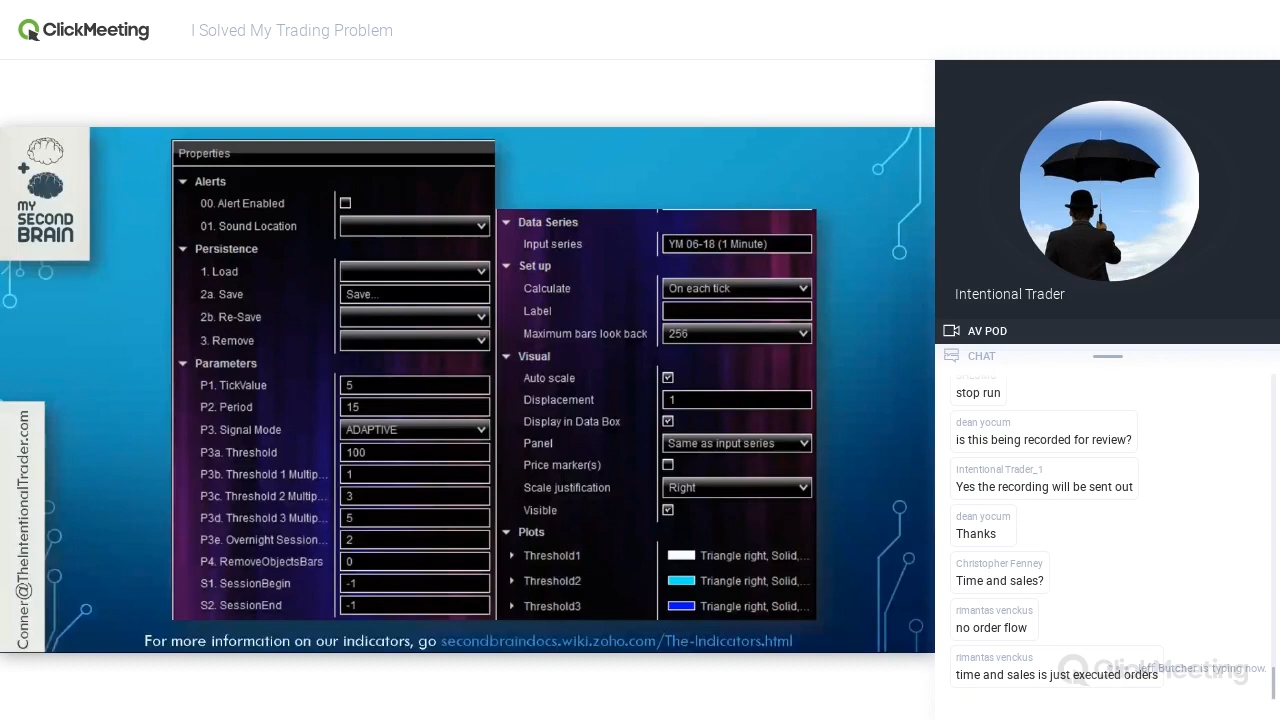 ClickMeeting
I Solved My Trading Problem
MY
SECOND
BRAIN
Conner@TheIntentionalTrader.com
Properties
Alerts
00. Alert Enabled
01. Sound Location
Persistence
1. Load
2a. Save Save...
2b. Re-Save
3. Remove
Parameters
P1. TickValue 5
P2. Period 15
P3. Signal Mode ADAPTIVE
P3a. Threshold 100
P3b. Threshold 1 Multip... 1
P3c. Threshold 2 Multip... 3
P3d. Threshold 3 Multip... 5
P3e. Overnight Session... 2
P4. RemoveObjectsBars 0
S1. SessionBegin -1
S2. SessionEnd -1
Data Series
Input series YM 06-18 (1 Minute)
Set up
Calculate On each tick
Label
Maximum bars look back 256
Visual
Auto scale
Displacement 1
Display in Data Box
Panel Same as input series
Price marker(s)
Scale justification Right
Visible
Plots
Threshold1 Triangle right, Solid,...
Threshold2 Triangle right, Solid,...
Threshold3 Triangle right, Solid,...
For more information on our indicators, go secondbraindocs.wiki.zoho.com/The-Indicators.html
Intentional Trader
AV POD
CHAT
stop run
dean yocum
is this being recorded for review?
Intentional Trader_1
Yes the recording will be sent out
dean yocum
Thanks
Christopher Fenney
Time and sales?
rimantas venckus
no order flow
rimantas venckus
time and sales is just executed orders
Jeff Butcher is typing now.
ClickMeeting